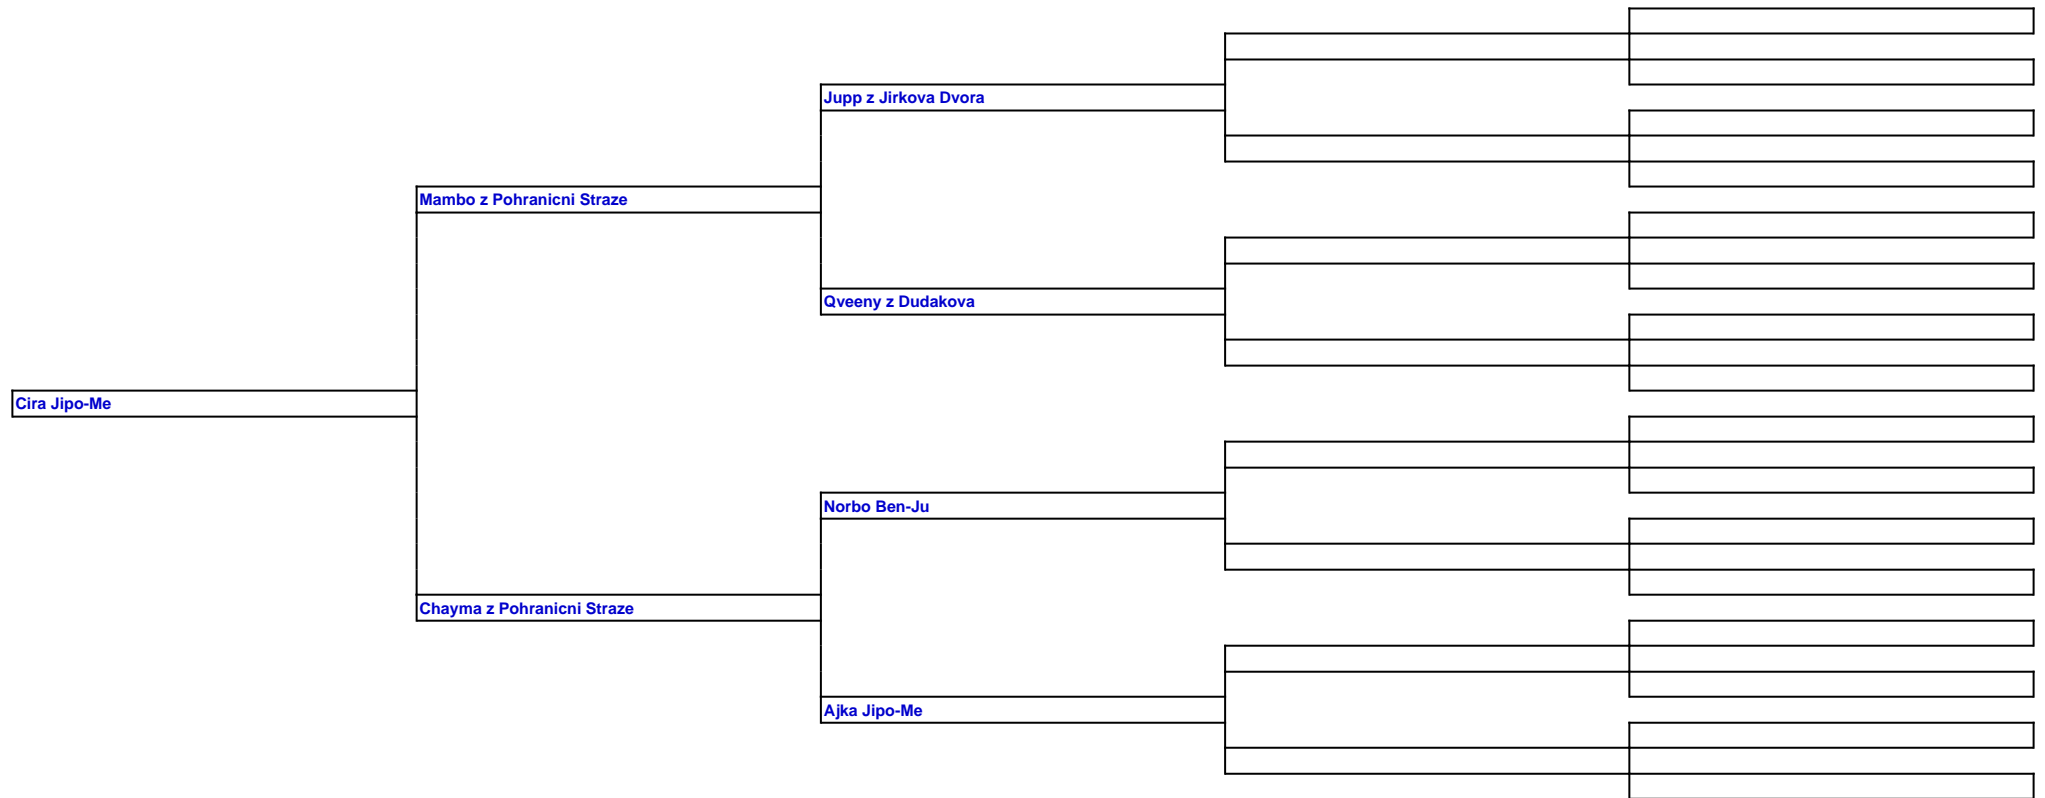 Jupp z Jirkova Dvora
Mambo z Pohranicni Straze
Qveeny z Dudakova
Cira Jipo-Me
Norbo Ben-Ju
Chayma z Pohranicni Straze
Ajka Jipo-Me